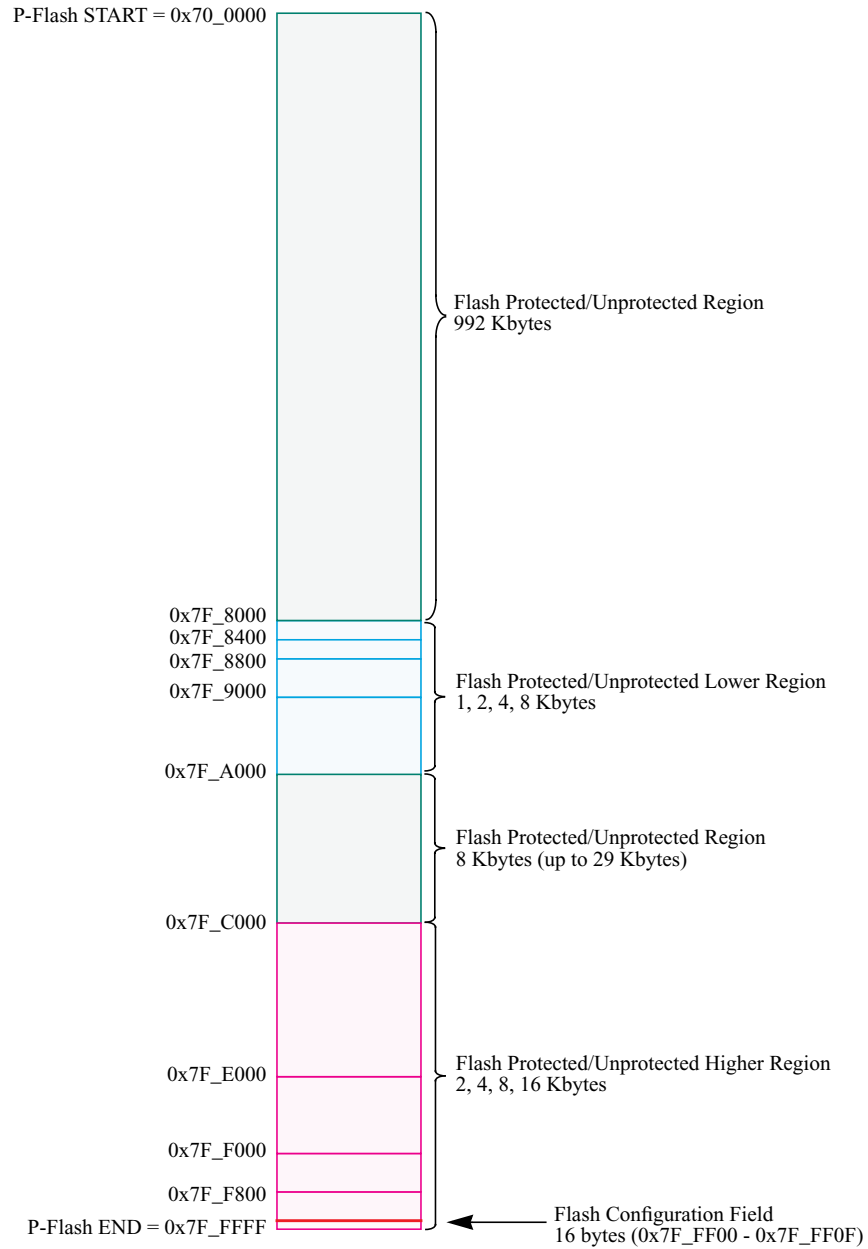 P-Flash START = 0x70_0000
Flash Protected/Unprotected Region
992 Kbytes
0x7F_8000
0x7F_8400
0x7F_8800
0x7F_9000
Flash Protected/Unprotected Lower Region
1, 2, 4, 8 Kbytes
0x7F_A000
Flash Protected/Unprotected Region
8 Kbytes (up to 29 Kbytes)
0x7F_C000
0x7F_E000
Flash Protected/Unprotected Higher Region
2, 4, 8, 16 Kbytes
0x7F_F000
0x7F_F800
P-Flash END = 0x7F_FFFF
Flash Configuration Field
16 bytes (0x7F_FF00 - 0x7F_FF0F)